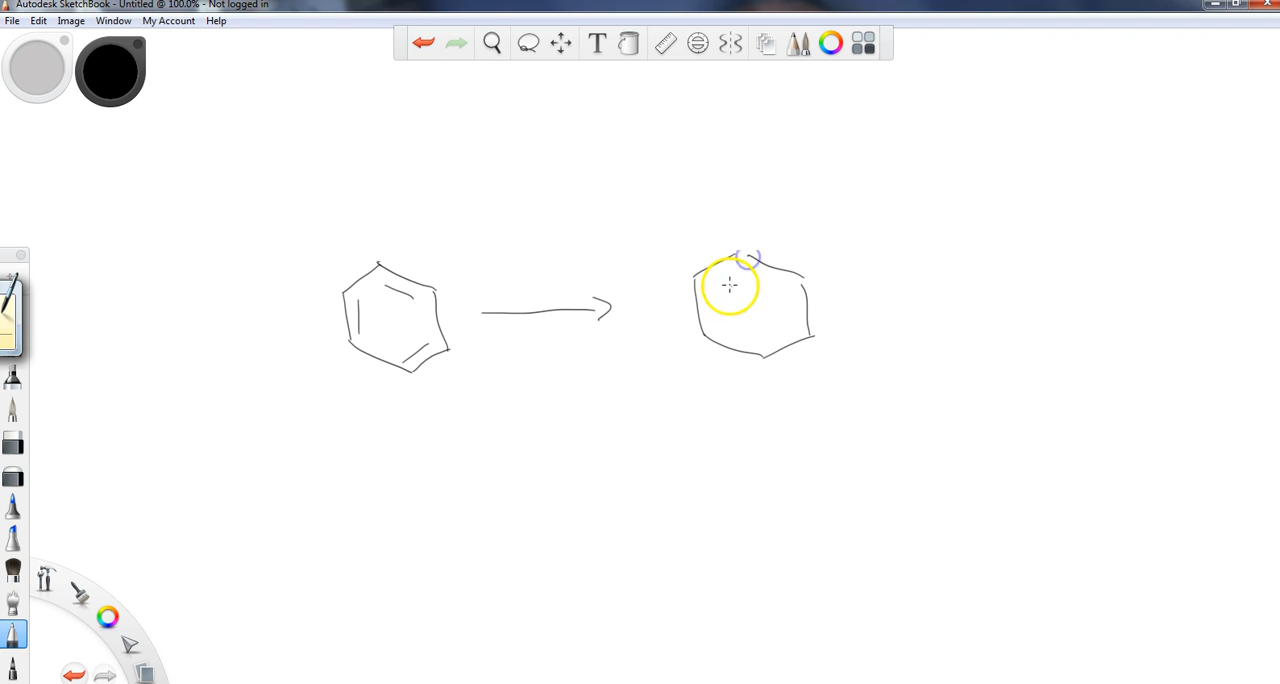 Autodesk SketchBook - Untitled @ 100.0% - Not logged in
File Edit Image Window My Account Help
T